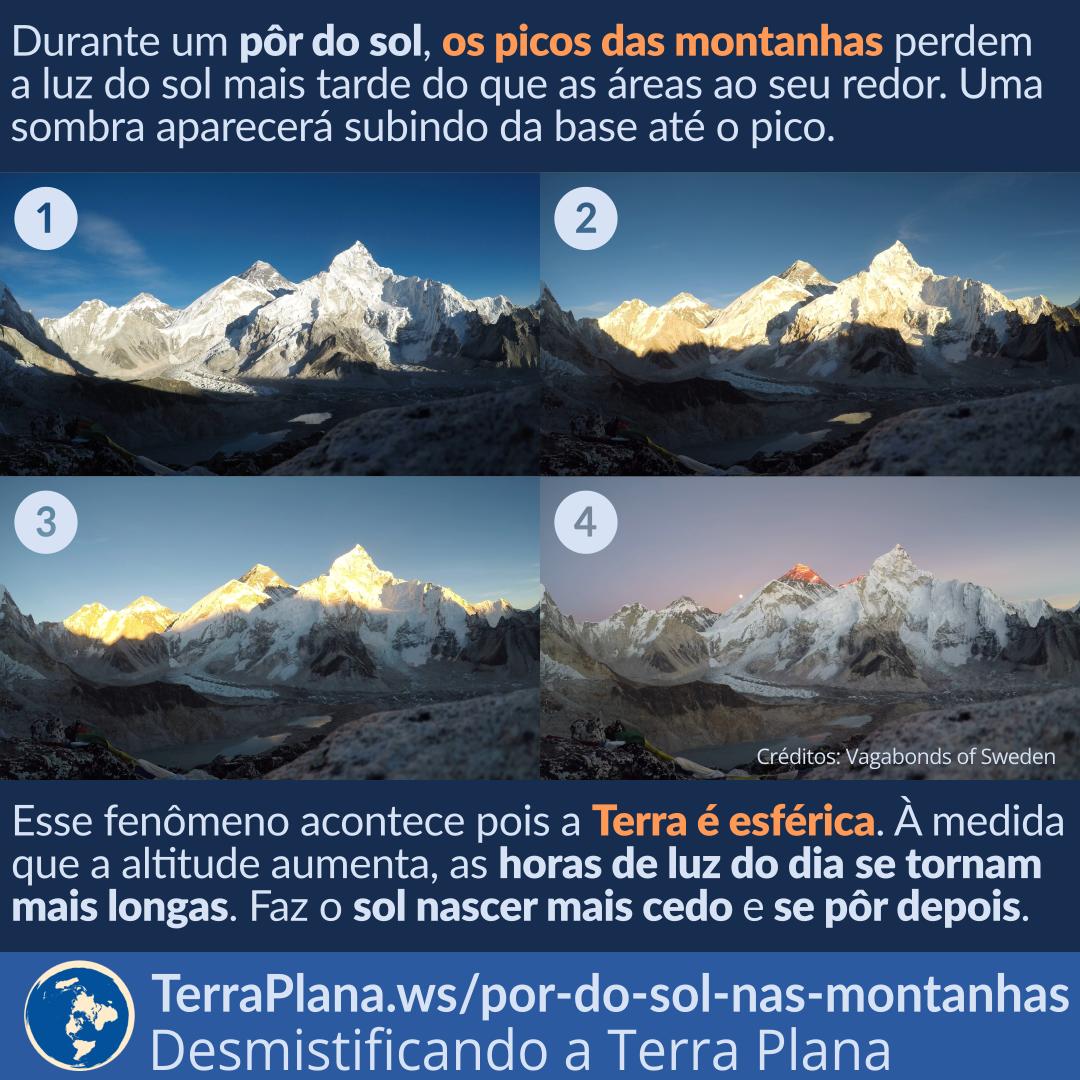 Durante um pôr do sol, os picos das montanhas perdem
a luz do sol mais tarde do que as áreas ao seu redor. Uma
sombra aparecerá subindo da base até o pico.
1
2
3
4
Créditos: Vagabonds of Sweden
Esse fenômeno acontece pois a Terra é esférica. À medida
que a altitude aumenta, as horas de luz do dia se tornam
mais longas. Faz o sol nascer mais cedo e se pôr depois.
TerraPlana.ws/por-do-sol-nas-montanhas
Desmistificando a Terra Plana